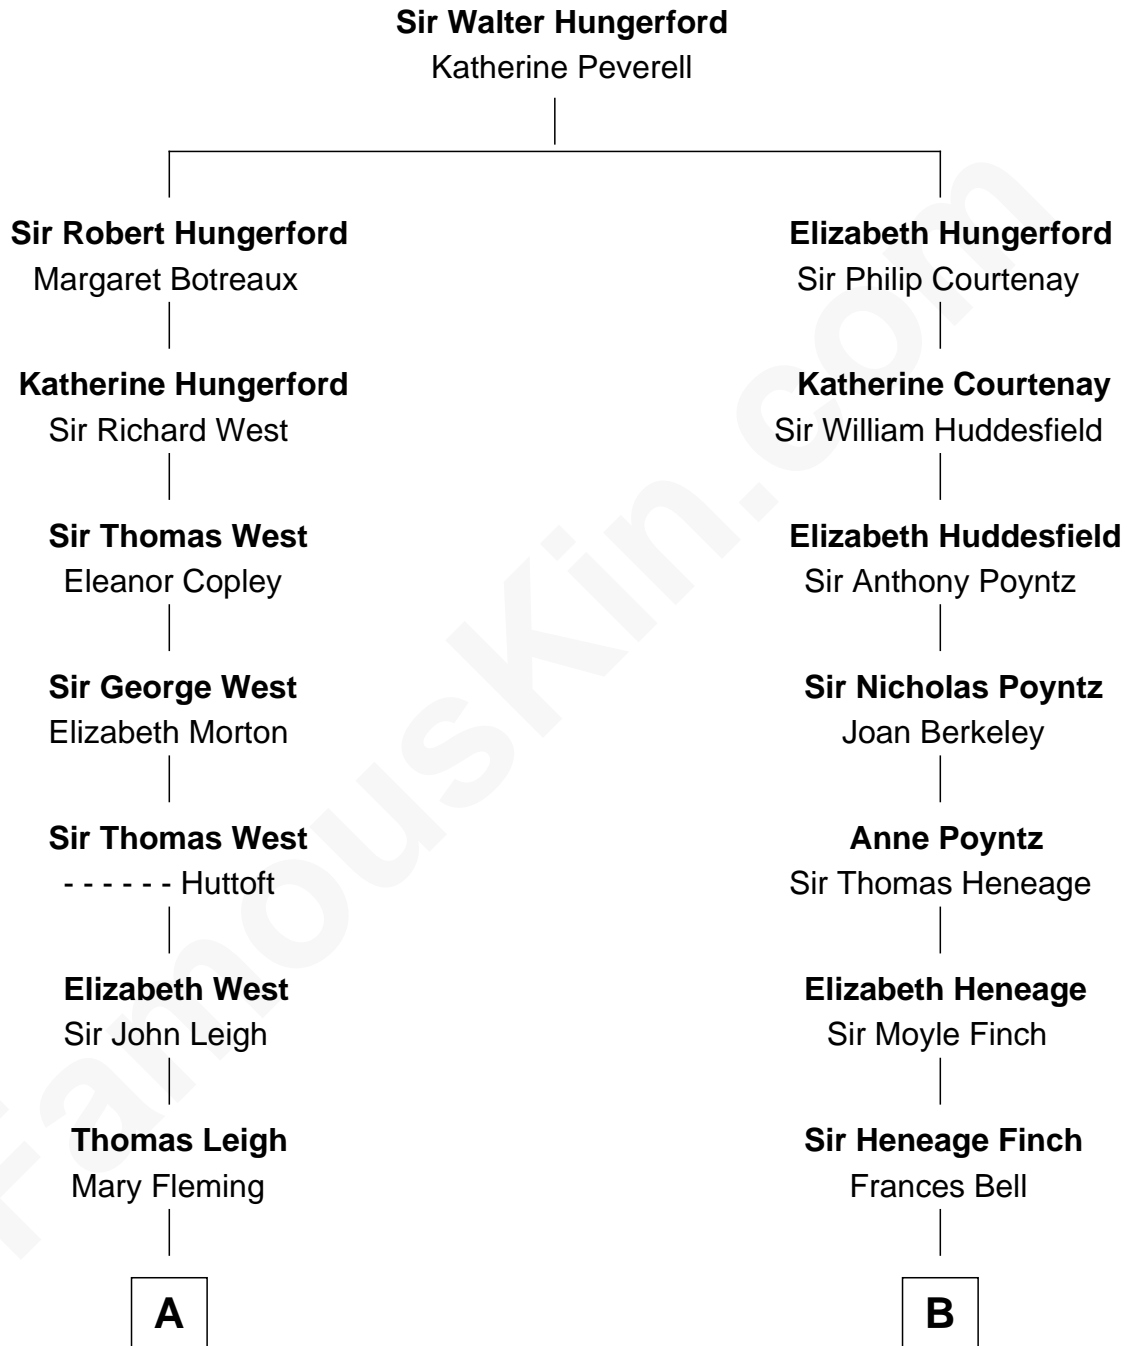 Sir Walter Hungerford
Katherine Peverell
Sir Robert Hungerford
Margaret Botreaux
Katherine Hungerford
Sir Richard West
Sir Thomas West
Eleanor Copley
Sir George West
Elizabeth Morton
Sir Thomas West
- - - - - - Huttoft
Elizabeth West
Sir John Leigh
Thomas Leigh
Mary Fleming
A
Elizabeth Hungerford
Sir Philip Courtenay
Katherine Courtenay
Sir William Huddesfield
Elizabeth Huddesfield
Sir Anthony Poyntz
Sir Nicholas Poyntz
Joan Berkeley
Anne Poyntz
Sir Thomas Heneage
Elizabeth Heneage
Sir Moyle Finch
Sir Heneage Finch
Frances Bell
B
FamousKin.com